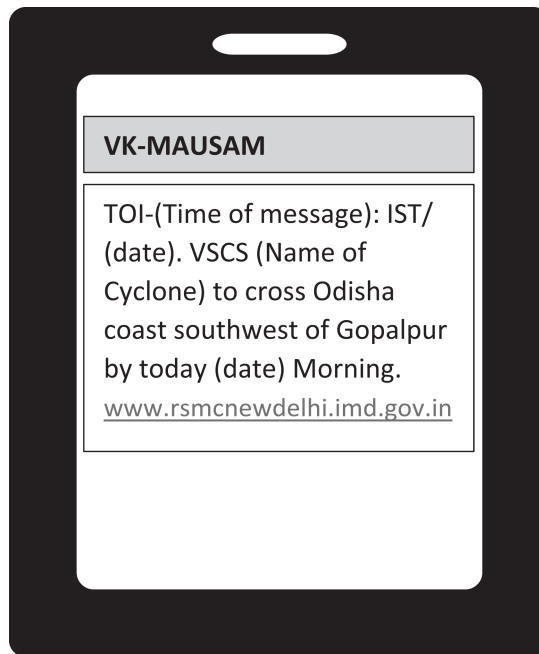 VK-MAUSAM
TOI-(Time of message): IST/
(date). VSCS (Name of
Cyclone) to cross Odisha
coast southwest of Gopalpur
by today (date) Morning.
www.rsmcnewdelhi.imd.gov.in